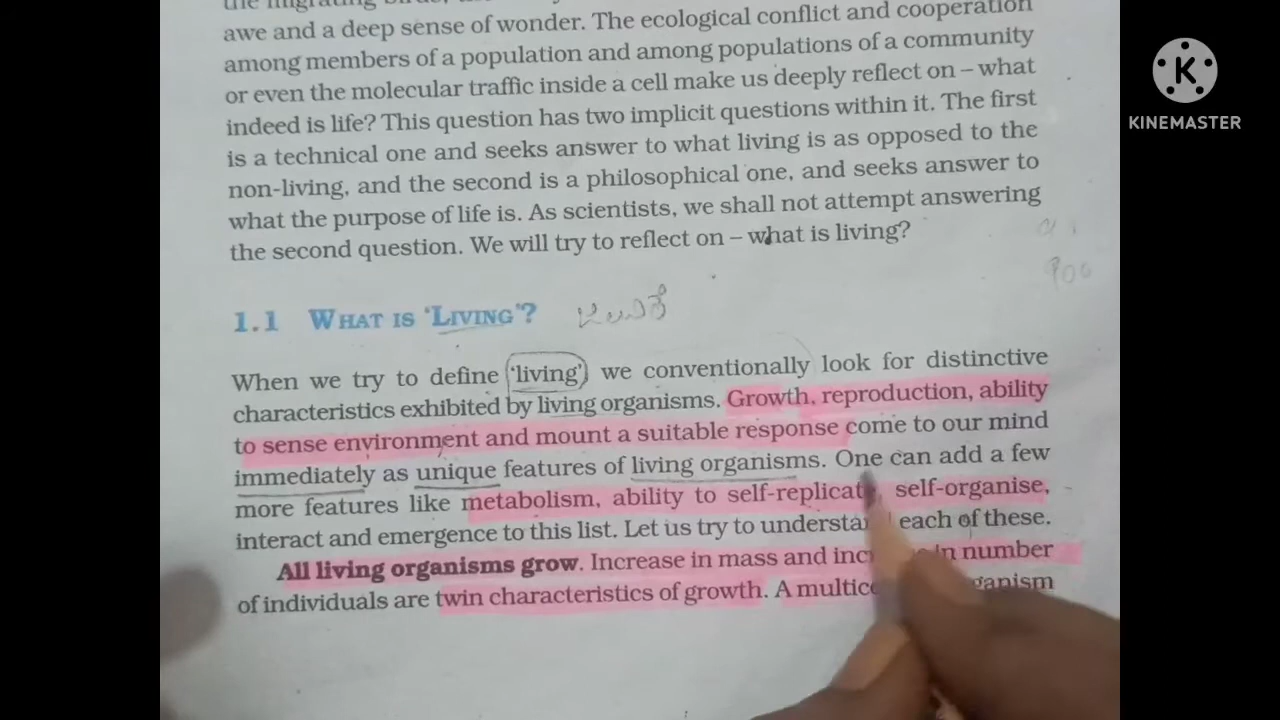 the migrating birds,
awe and a deep sense of wonder. The ecological conflict and cooperation
among members of a population and among populations of a community
or even the molecular traffic inside a cell make us deeply reflect on – what
indeed is life? This question has two implicit questions within it. The first
is a technical one and seeks answer to what living is as opposed to the
non-living, and the second is a philosophical one, and seeks answer to
what the purpose of life is. As scientists, we shall not attempt answering
the second question. We will try to reflect on – what is living?
1.1 WHAT IS ‘LIVING’?
When we try to define ‘living’ we conventionally look for distinctive
characteristics exhibited by living organisms. Growth, reproduction, ability
to sense environment and mount a suitable response come to our mind
immediately as unique features of living organisms. One can add a few
more features like metabolism, ability to self-replicate, self-organise,
interact and emergence to this list. Let us try to understand each of these.
All living organisms grow. Increase in mass and in number
of individuals are twin characteristics of growth. A organism
K
KINEMASTER